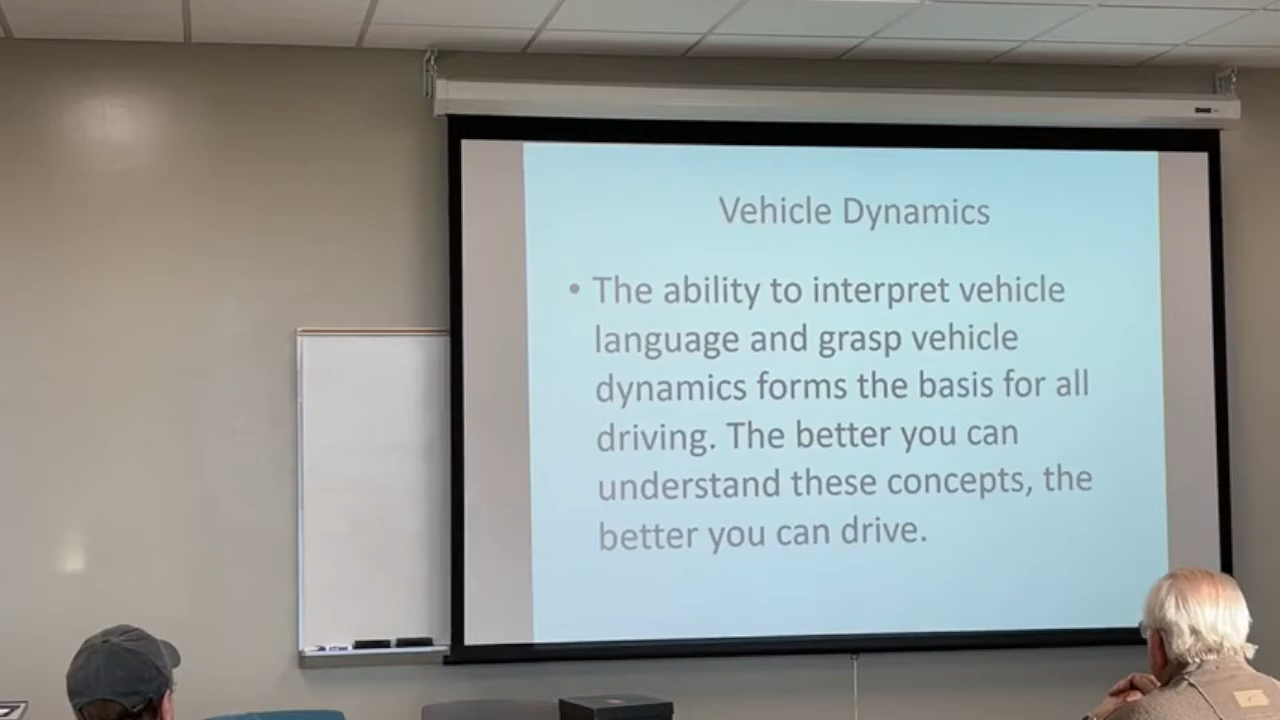 Vehicle Dynamics
• The ability to interpret vehicle
language and grasp vehicle
dynamics forms the basis for all
driving. The better you can
understand these concepts, the
better you can drive.